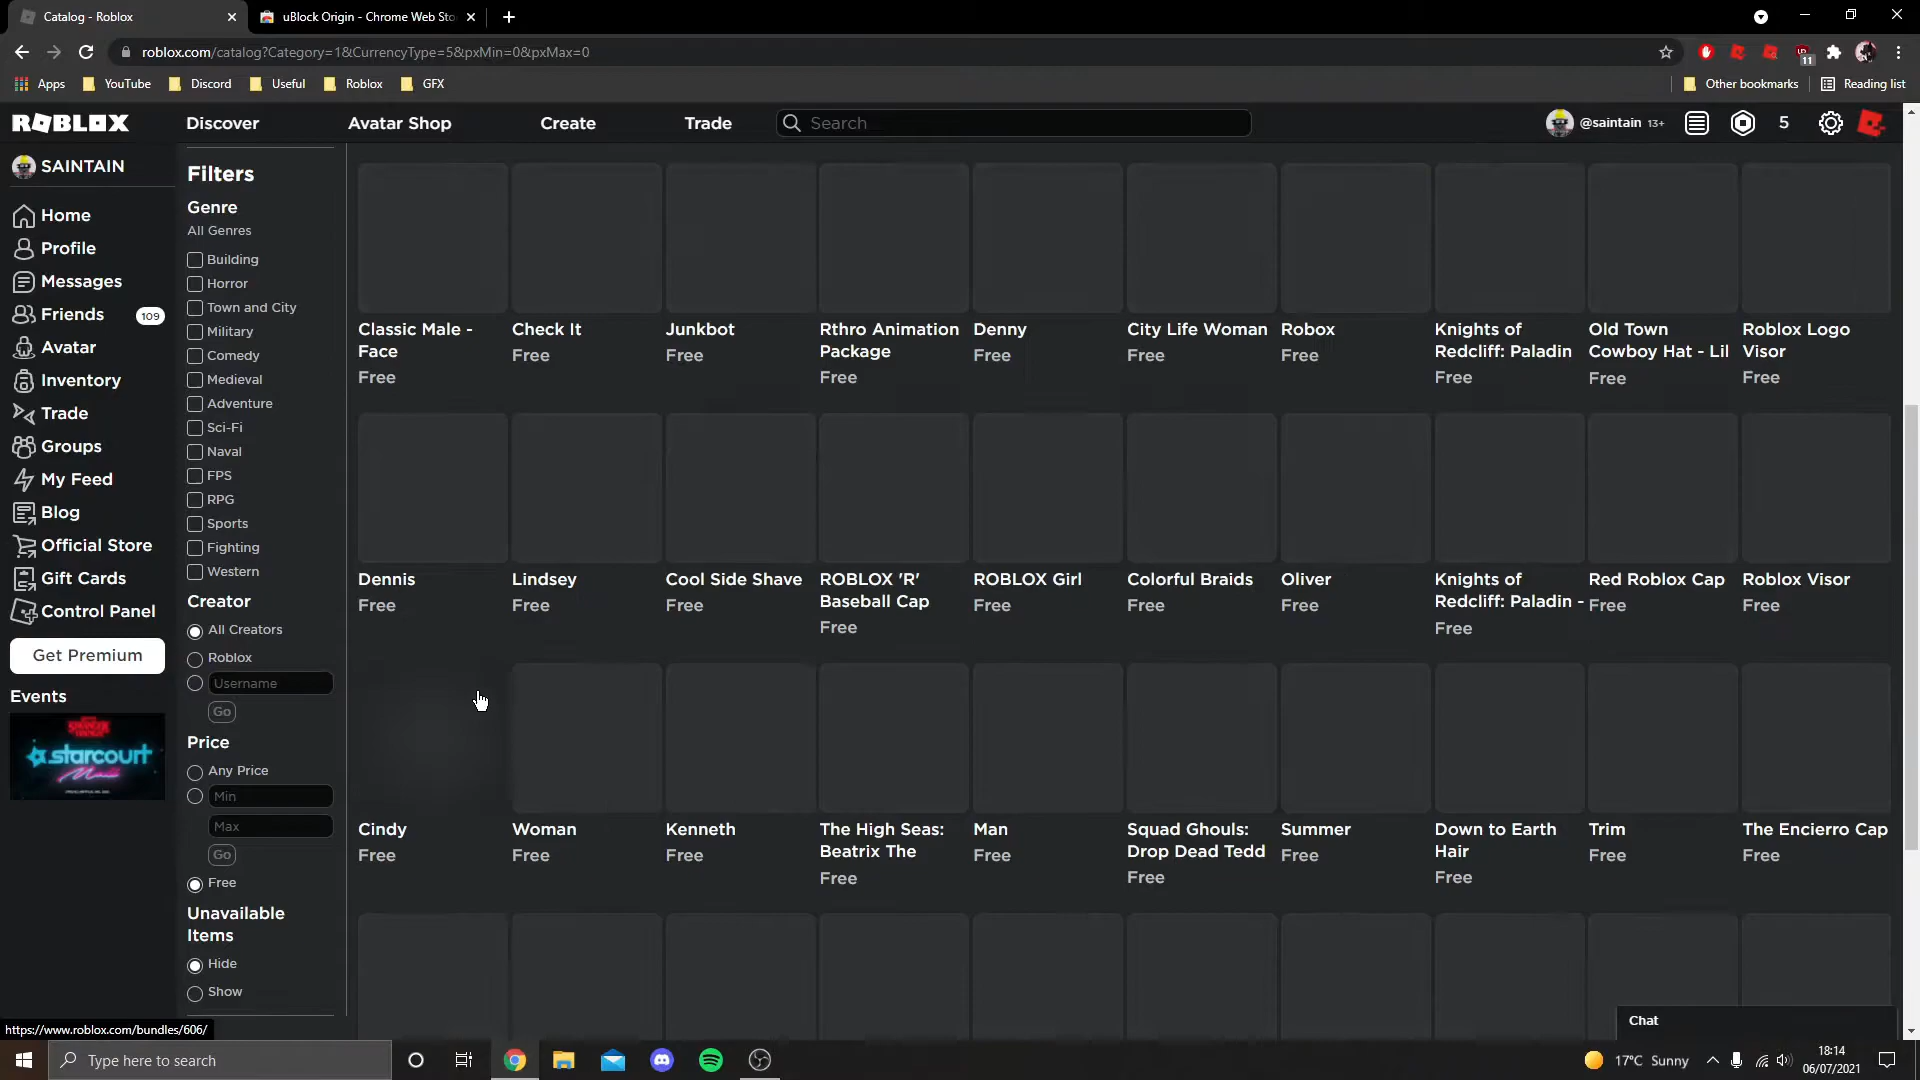 Catalog - Roblox
uBlock Origin - Chrome Web Sto
roblox.com/catalog?Category=1&CurrencyType=5&pxMin=0&pxMax=0
11
Apps YouTube Discord Useful Roblox GFX Other bookmarks Reading list
ROBLOX Discover Avatar Shop Create Trade Search @saintain 13+ 5
SAINTAIN
Home
Profile
Messages
Friends 109
Avatar
Inventory
Trade
Groups
My Feed
Blog
Official Store
Gift Cards
Control Panel
Get Premium
Events
starcourt
Filters
Genre
All Genres
Building
Horror
Town and City
Military
Comedy
Medieval
Adventure
Sci-Fi
Naval
FPS
RPG
Sports
Fighting
Western
Creator
All Creators
Roblox
Username
Go
Price
Any Price
Min
Max
Go
Free
Unavailable
Items
Hide
Show
Classic Male -
Face
Free
Check It
Free
Junkbot
Free
Rthro Animation
Package
Free
Denny
Free
City Life Woman
Free
Robox
Free
Knights of
Redcliff: Paladin
Free
Old Town
Cowboy Hat - Lil
Free
Roblox Logo
Visor
Free
Dennis
Free
Lindsey
Free
Cool Side Shave
Free
ROBLOX 'R'
Baseball Cap
Free
ROBLOX Girl
Free
Colorful Braids
Free
Oliver
Free
Knights of
Redcliff: Paladin -
Free
Red Roblox Cap
Free
Roblox Visor
Free
Cindy
Free
Woman
Free
Kenneth
Free
The High Seas:
Beatrix The
Free
Man
Free
Squad Ghouls:
Drop Dead Tedd
Free
Summer
Free
Down to Earth
Hair
Free
Trim
Free
The Encierro Cap
Free
Chat
https://www.roblox.com/bundles/606/
Type here to search
17°C Sunny
18:14
06/07/2021